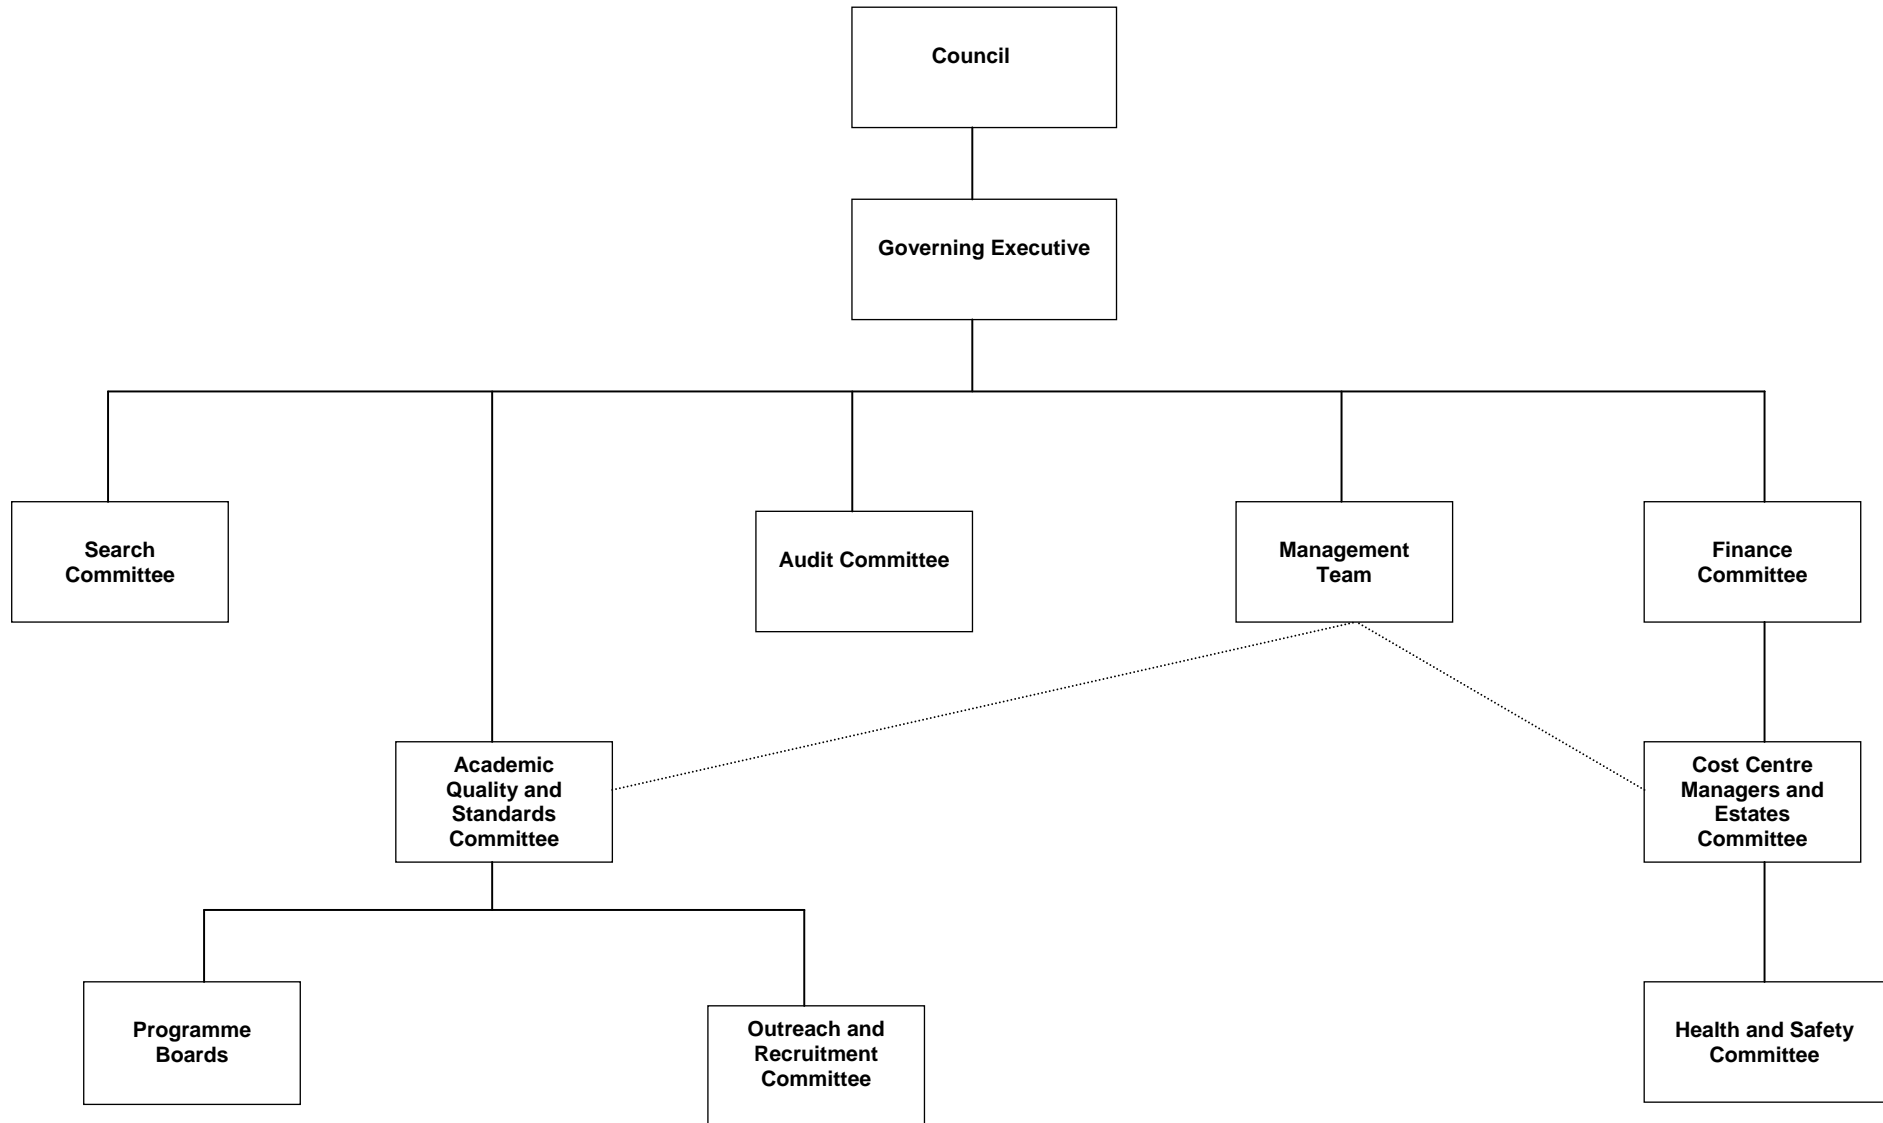 Council
Governing Executive
Search
Committee
Audit Committee
Management
Team
Finance
Committee
Academic
Quality and
Standards
Committee
Cost Centre
Managers and
Estates
Committee
Programme
Boards
Outreach and
Recruitment
Committee
Health and Safety
Committee